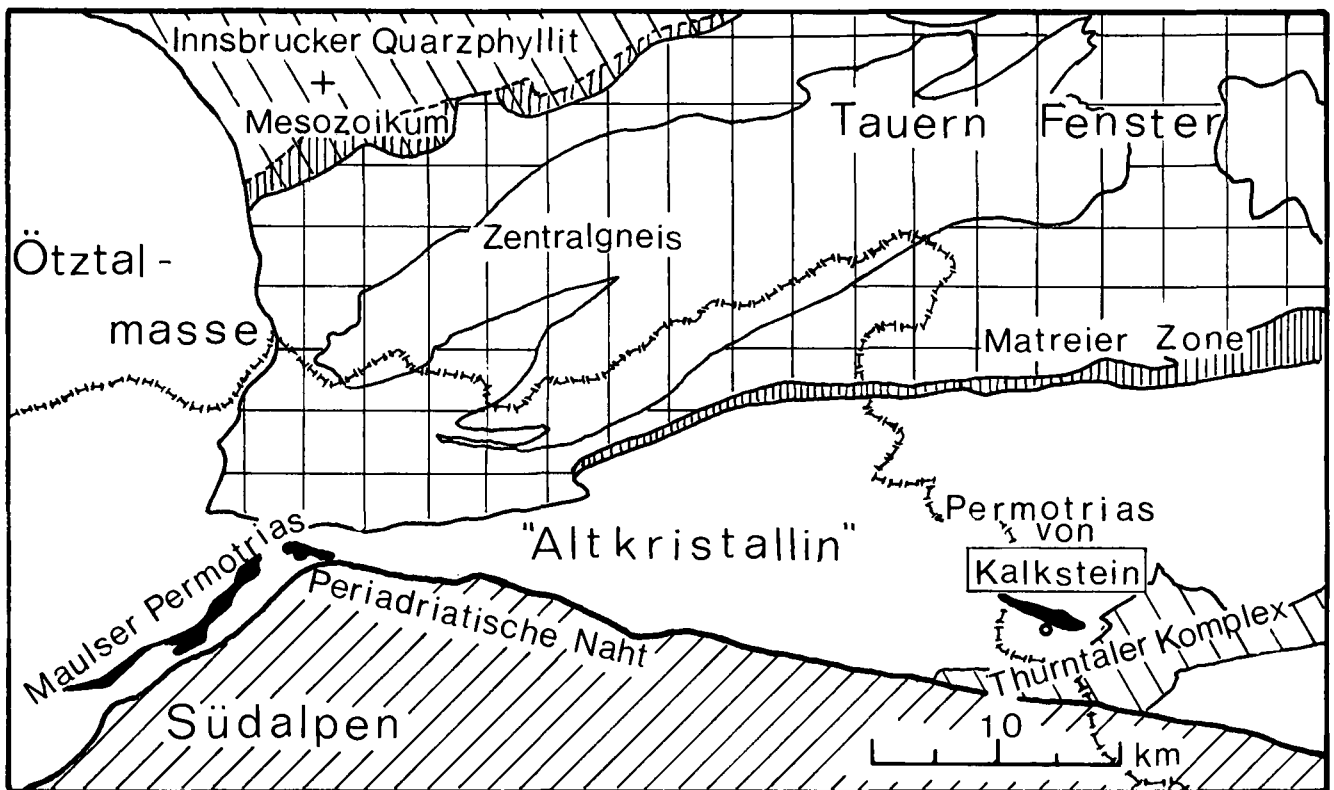 Innsbrucker Quarzphyllit
+
Mesozoikum
Tauern Fenster
Ötztal -
masse
Zentralgneis
Matreier Zone
Permotrias
von
Kalkstein
"Altkristallin"
Maulser Permotrias
Periadriatische Naht
Thurntaler Komplex
Südalpen
10
km